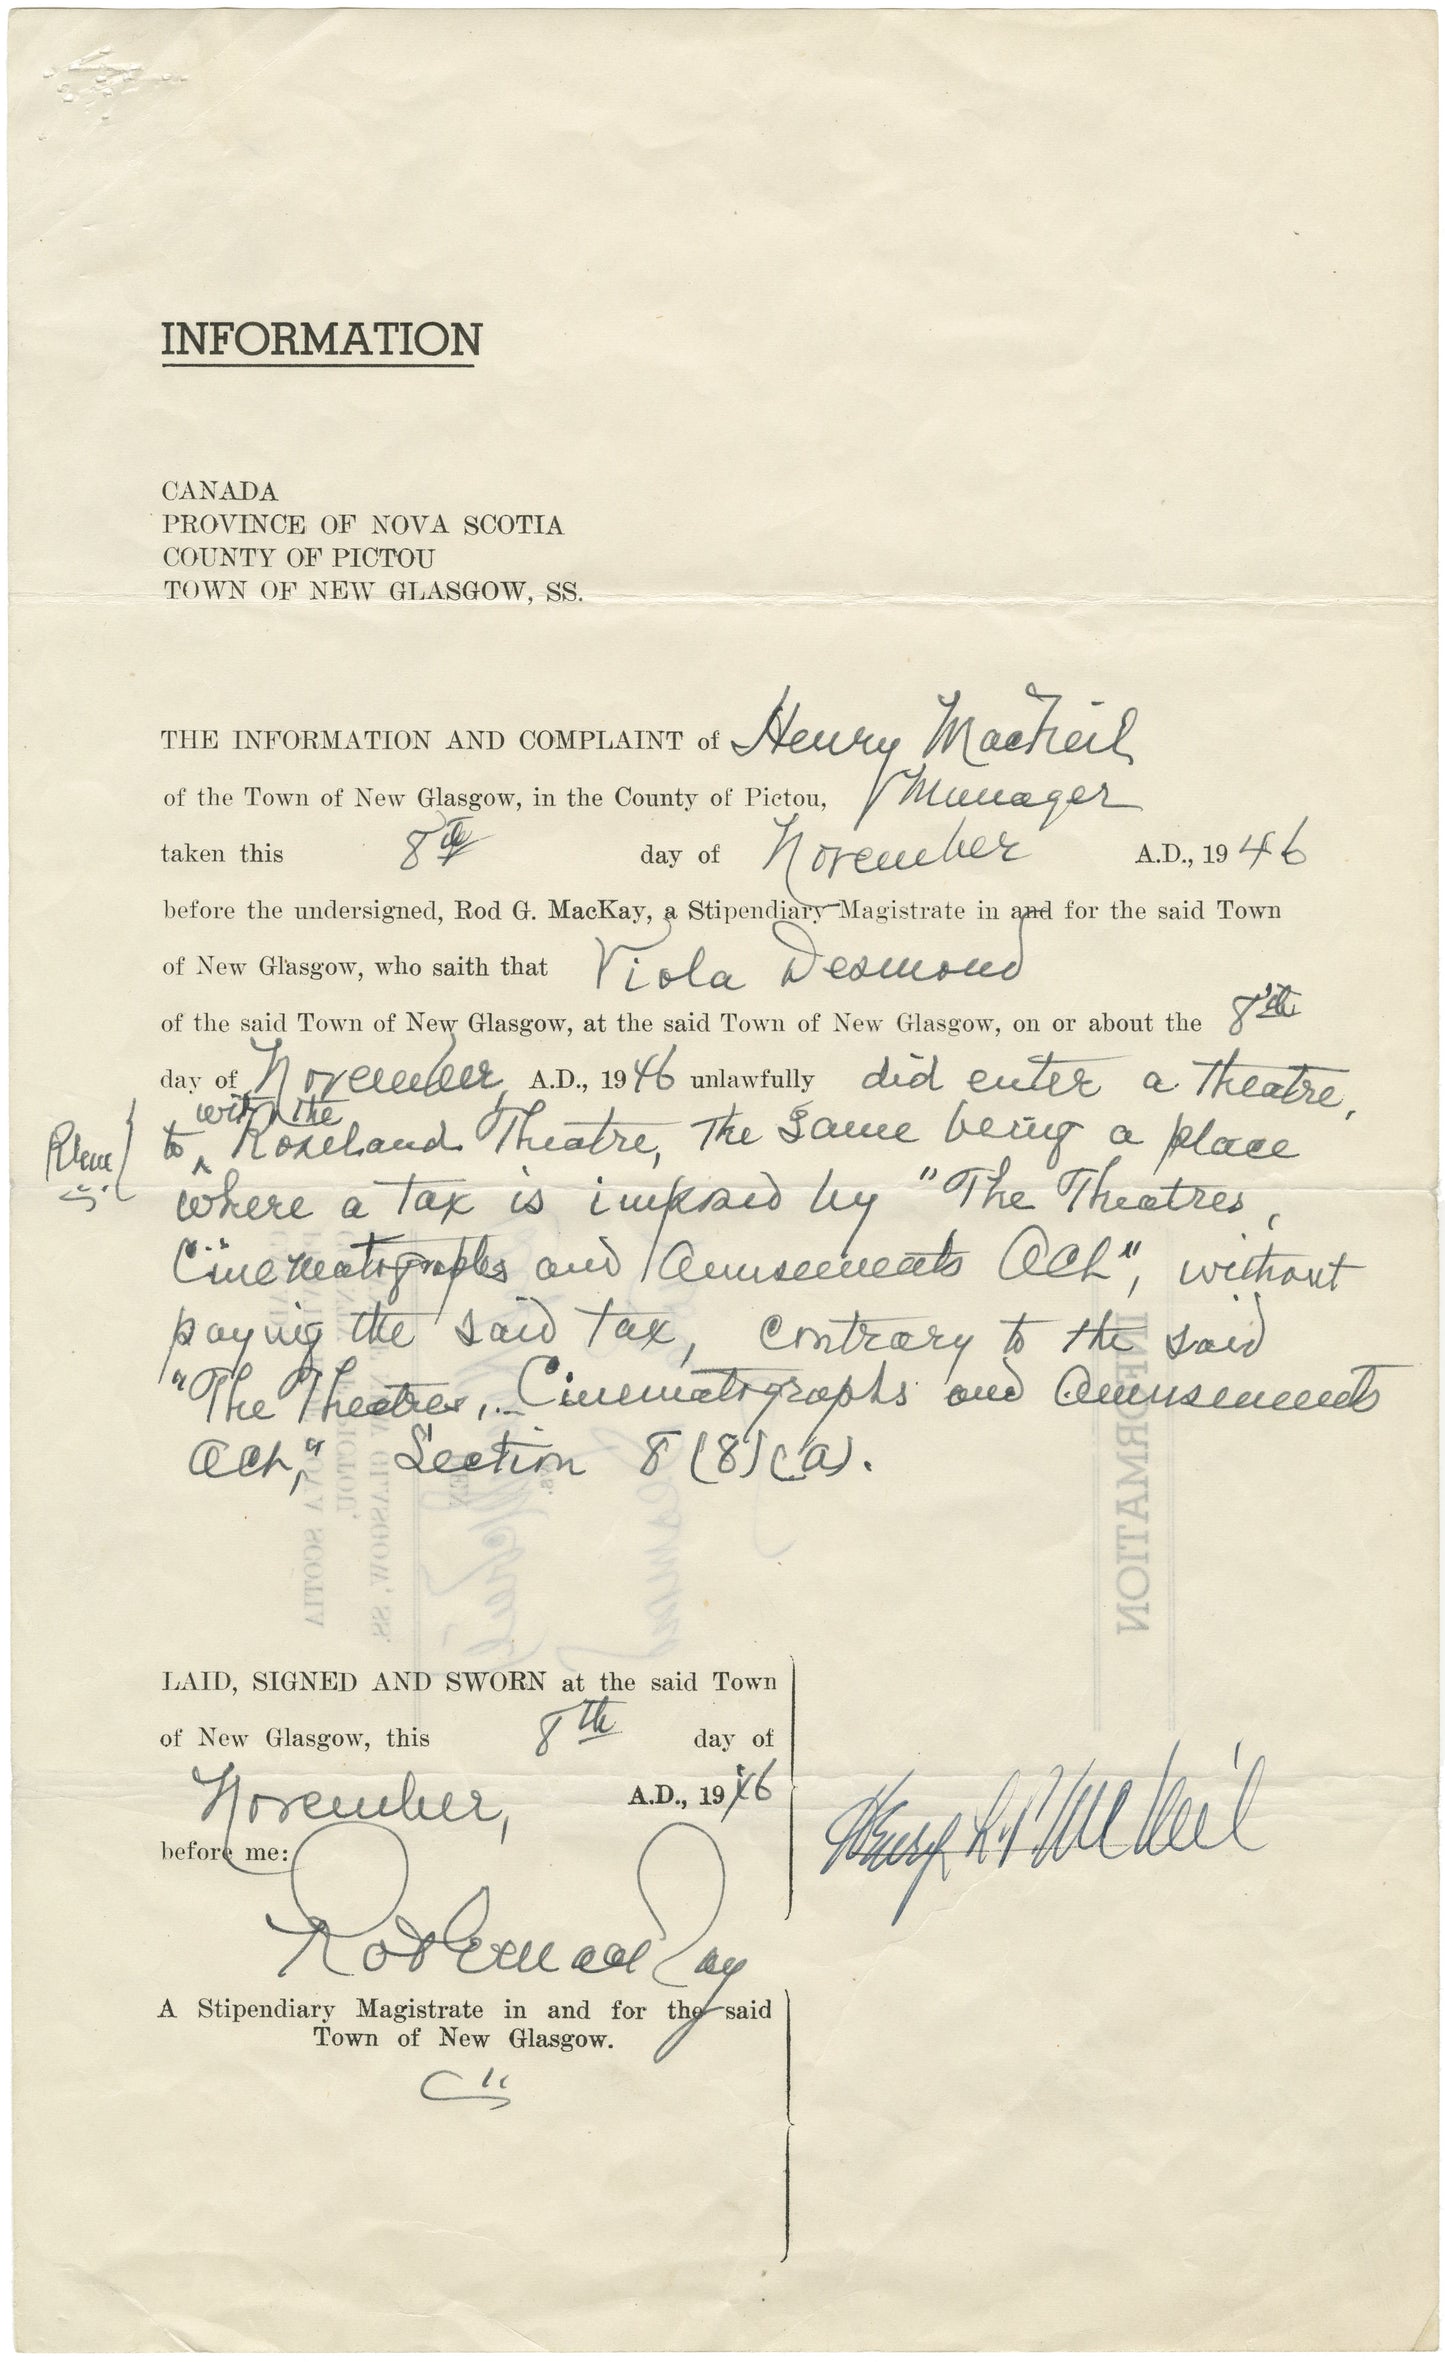 INFORMATION
CANADA
PROVINCE OF NOVA SCOTIA
COUNTY OF PICTOU
TOWN OF NEW GLASGOW, SS.
THE INFORMATION AND COMPLAINT of Henry MacNeil
of the Town of New Glasgow, in the County of Pictou, Manager
taken this 8th day of November A.D., 1946
before the undersigned, Rod G. MacKay, a Stipendiary Magistrate in and for the said Town
of New Glasgow, who saith that Viola Desmond
of the said Town of New Glasgow, at the said Town of New Glasgow, on or about the 8th
day of November, A.D., 1946 unlawfully did enter a theatre,
to wit, the Roseland Theatre, the same being a place
where a tax is imposed by "The Theatres,
Cinematographs and Amusements Act", without
paying the said tax, contrary to the said
"The Theatres, Cinematographs and Amusements
Act," Section 8 (8) (a).
LAID, SIGNED AND SWORN at the said Town
of New Glasgow, this 8th day of
November, A.D., 1946
before me:
Henry MacNeil
Rod G. MacKay
A Stipendiary Magistrate in and for the said
Town of New Glasgow.
INFORMATION